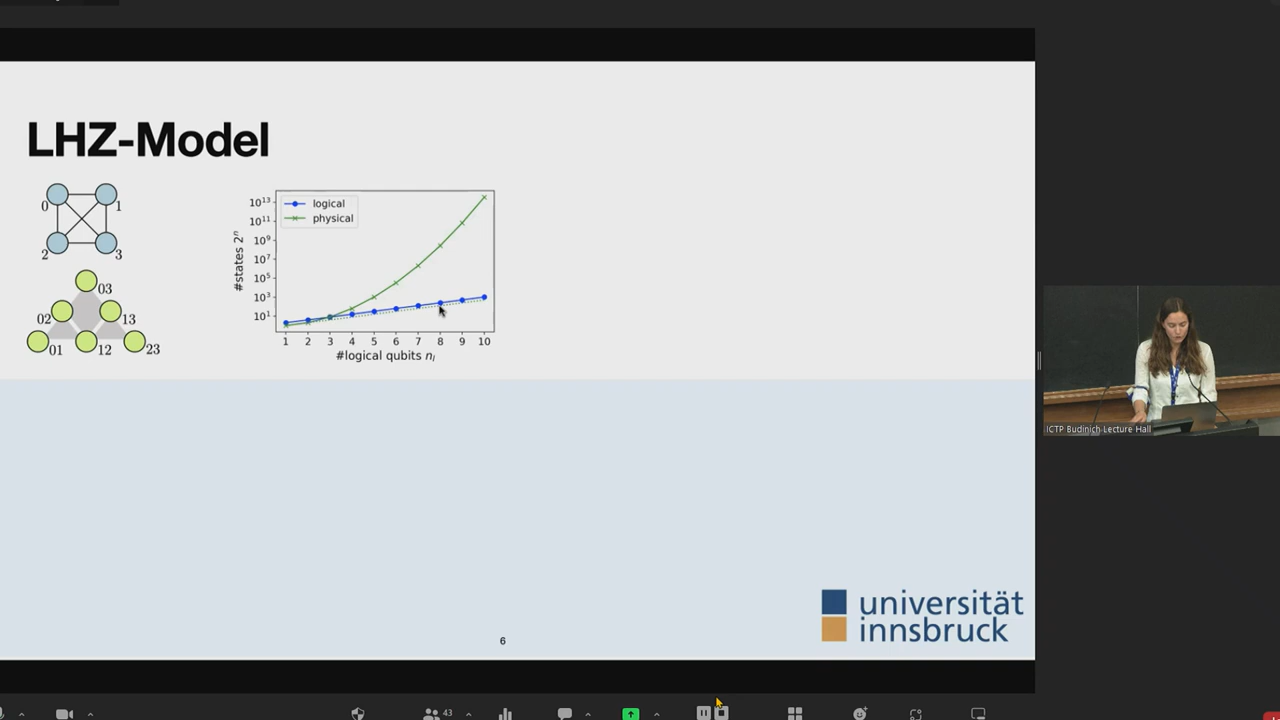 LHZ-Model
0
1
2
3
03
02
13
01
12
23
logical
physical
10^13
10^11
10^9
10^7
10^5
10^3
10^1
#states 2^n
1 2 3 4 5 6 7 8 9 10
#logical qubits n_l
universität
innsbruck
6
ICTP Budinich Lecture Hall
43